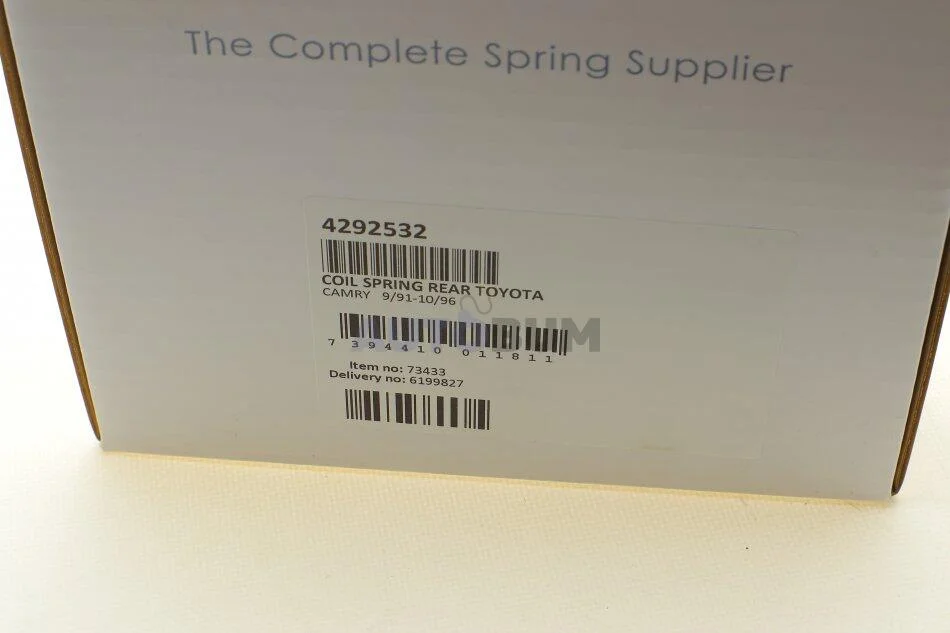 The Complete Spring Supplier
4292532
COIL SPRING REAR TOYOTA
CAMRY 9/91-10/96
AUTOBUM
7 394410 011811
Item no: 73433
Delivery no: 6199827